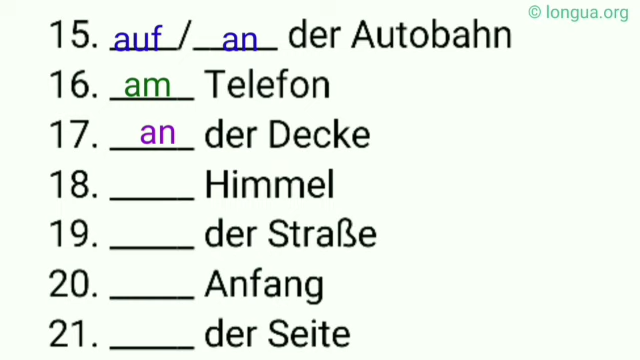 © longua.org
15. auf/ an der Autobahn
16. am Telefon
17. an der Decke
18. _____ Himmel
19. _____ der Straße
20. _____ Anfang
21. _____ der Seite